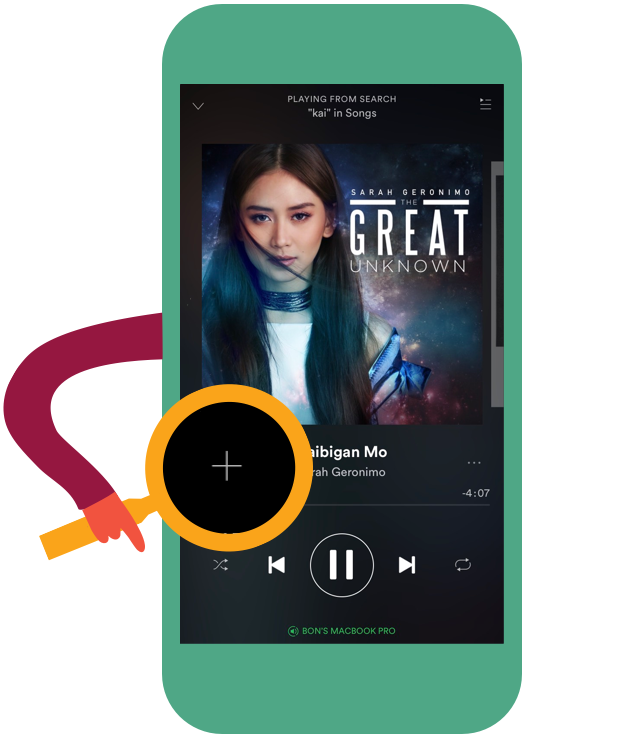 PLAYING FROM SEARCH
"kai" in Songs
SARAH GERONIMO
THE
GREAT
UNKNOWN
aibigan Mo
rah Geronimo
-4:07
BON'S MACBOOK PRO